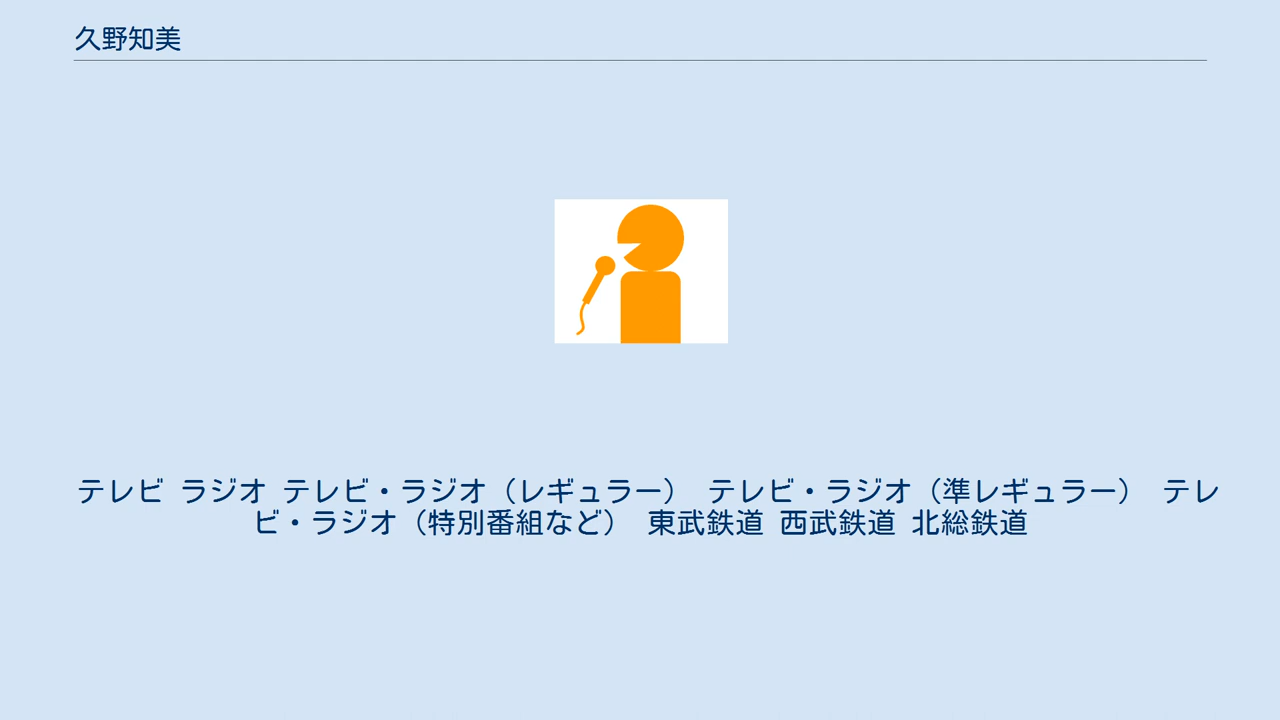 久野知美
テレビ ラジオ テレビ・ラジオ（レギュラー） テレビ・ラジオ（準レギュラー） テレ
ビ・ラジオ（特別番組など） 東武鉄道 西武鉄道 北総鉄道